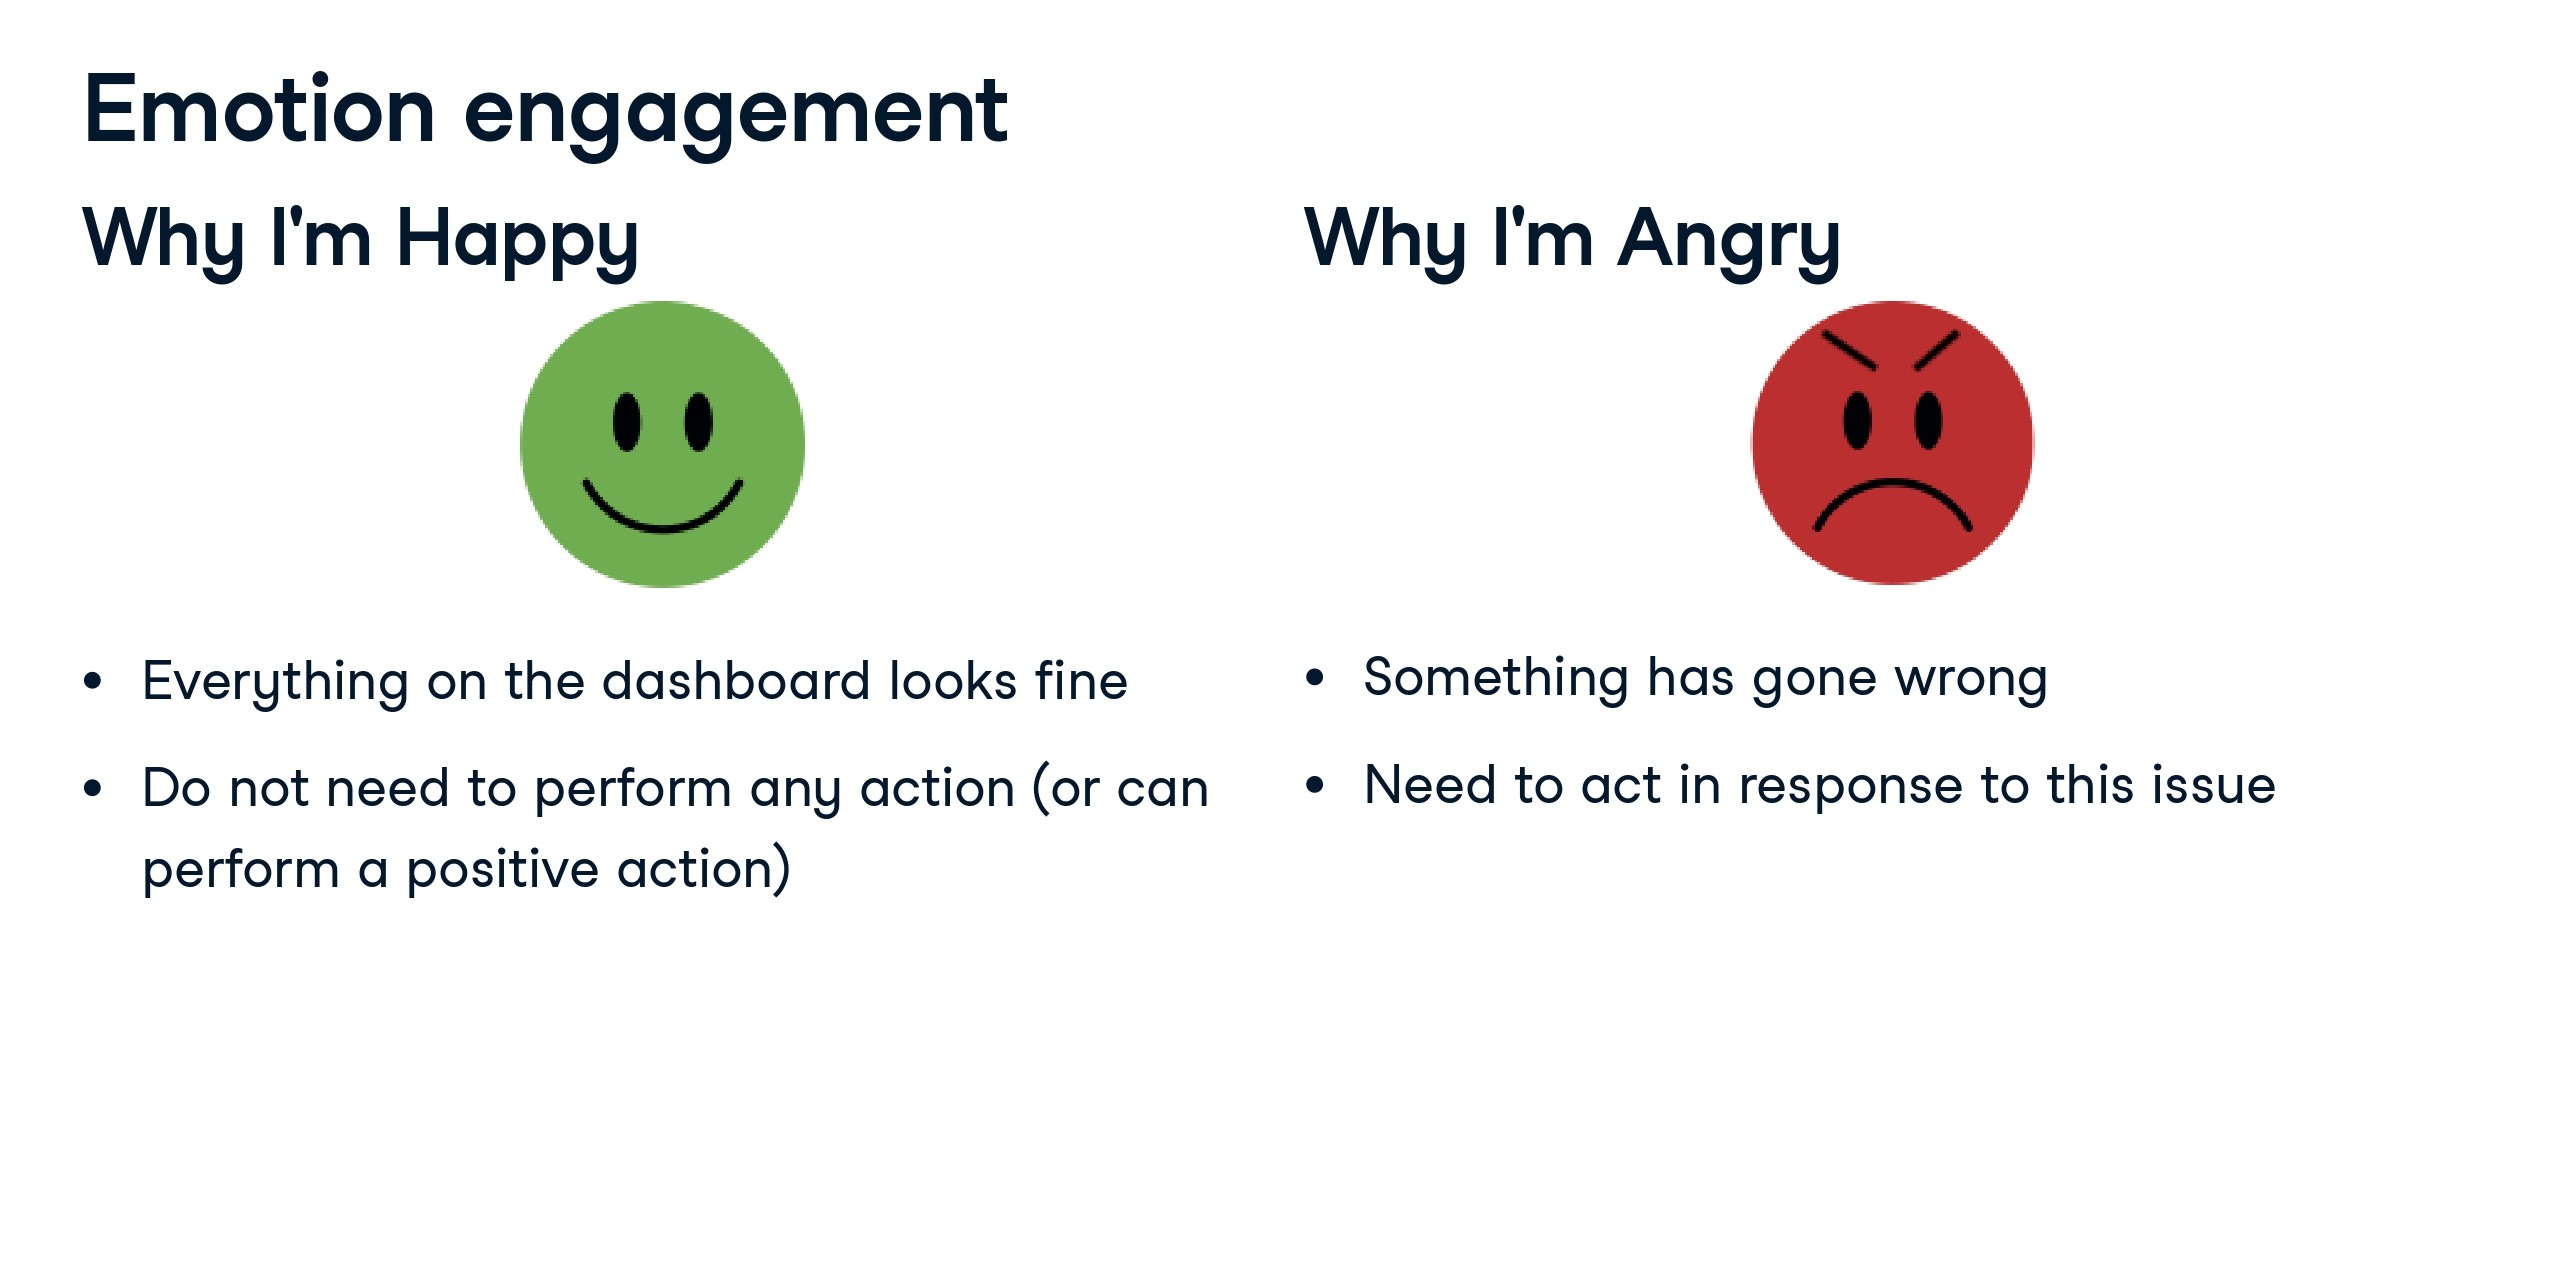 Emotion engagement
Why I'm Happy
• Everything on the dashboard looks fine
• Do not need to perform any action (or can
perform a positive action)
Why I'm Angry
• Something has gone wrong
• Need to act in response to this issue